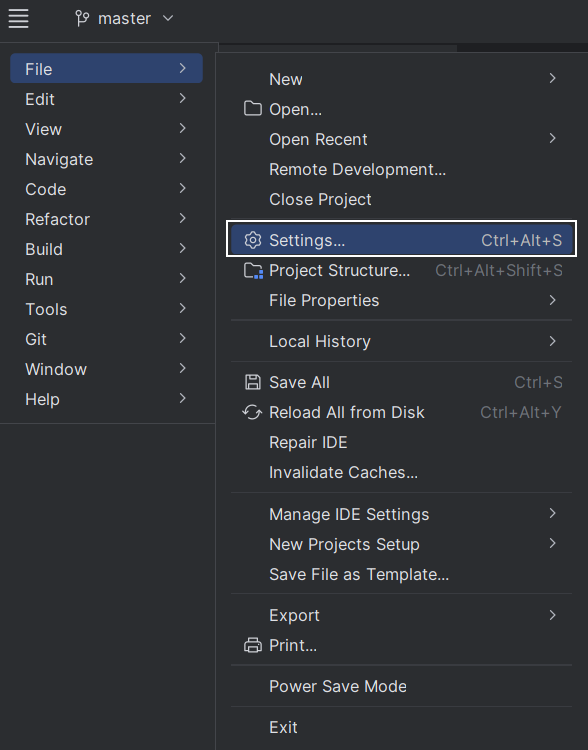 master
File
Edit
View
Navigate
Code
Refactor
Build
Run
Tools
Git
Window
Help
New
Open...
Open Recent
Remote Development...
Close Project
Settings... Ctrl+Alt+S
Project Structure... Ctrl+Alt+Shift+S
File Properties
Local History
Save All Ctrl+S
Reload All from Disk Ctrl+Alt+Y
Repair IDE
Invalidate Caches...
Manage IDE Settings
New Projects Setup
Save File as Template...
Export
Print...
Power Save Mode
Exit